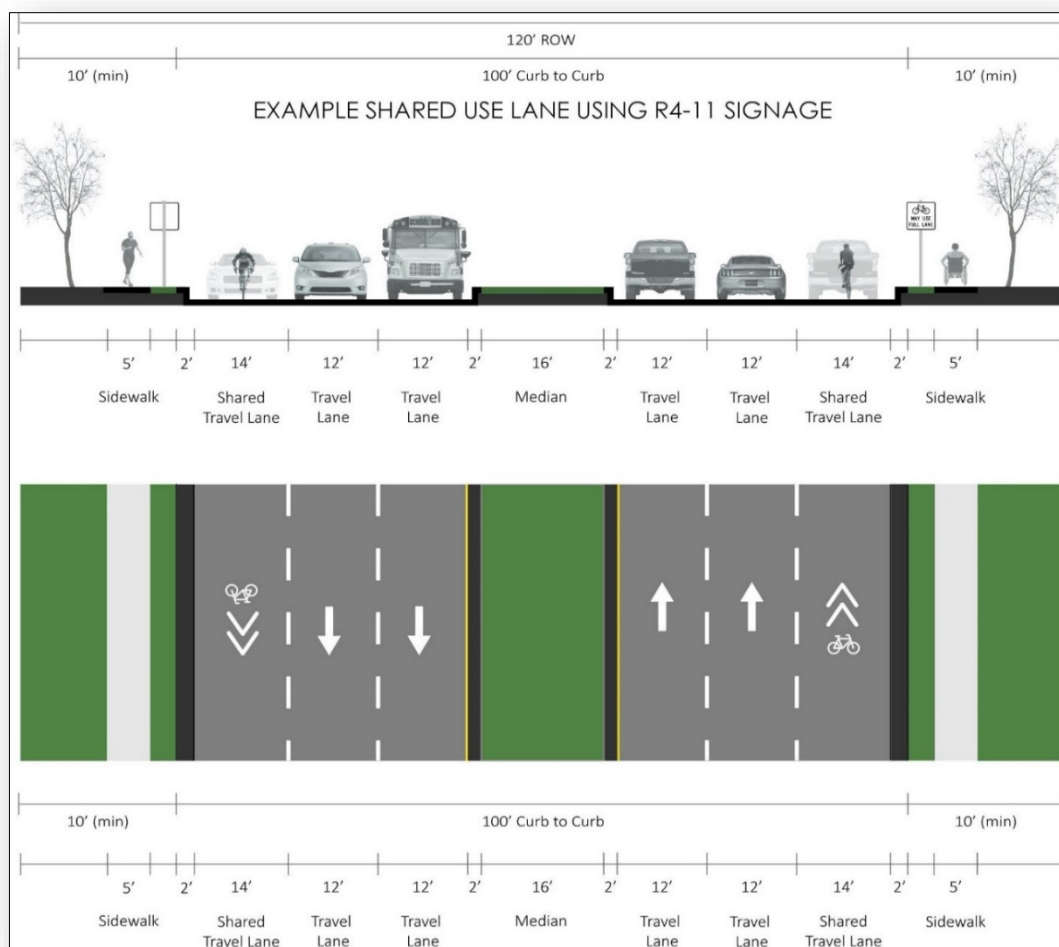 120' ROW
10' (min) 100' Curb to Curb 10' (min)
EXAMPLE SHARED USE LANE USING R4-11 SIGNAGE
MAY USE
FULL LANE
5' 2' 14' 12' 12' 2' 16' 2' 12' 12' 14' 2' 5'
Sidewalk Shared Travel Travel Median Travel Travel Shared Sidewalk
Travel Lane Lane Lane Lane Lane Travel Lane
10' (min) 100' Curb to Curb 10' (min)
5' 2' 14' 12' 12' 2' 16' 2' 12' 12' 14' 2' 5'
Sidewalk Shared Travel Travel Median Travel Travel Shared Sidewalk
Travel Lane Lane Lane Lane Lane Travel Lane